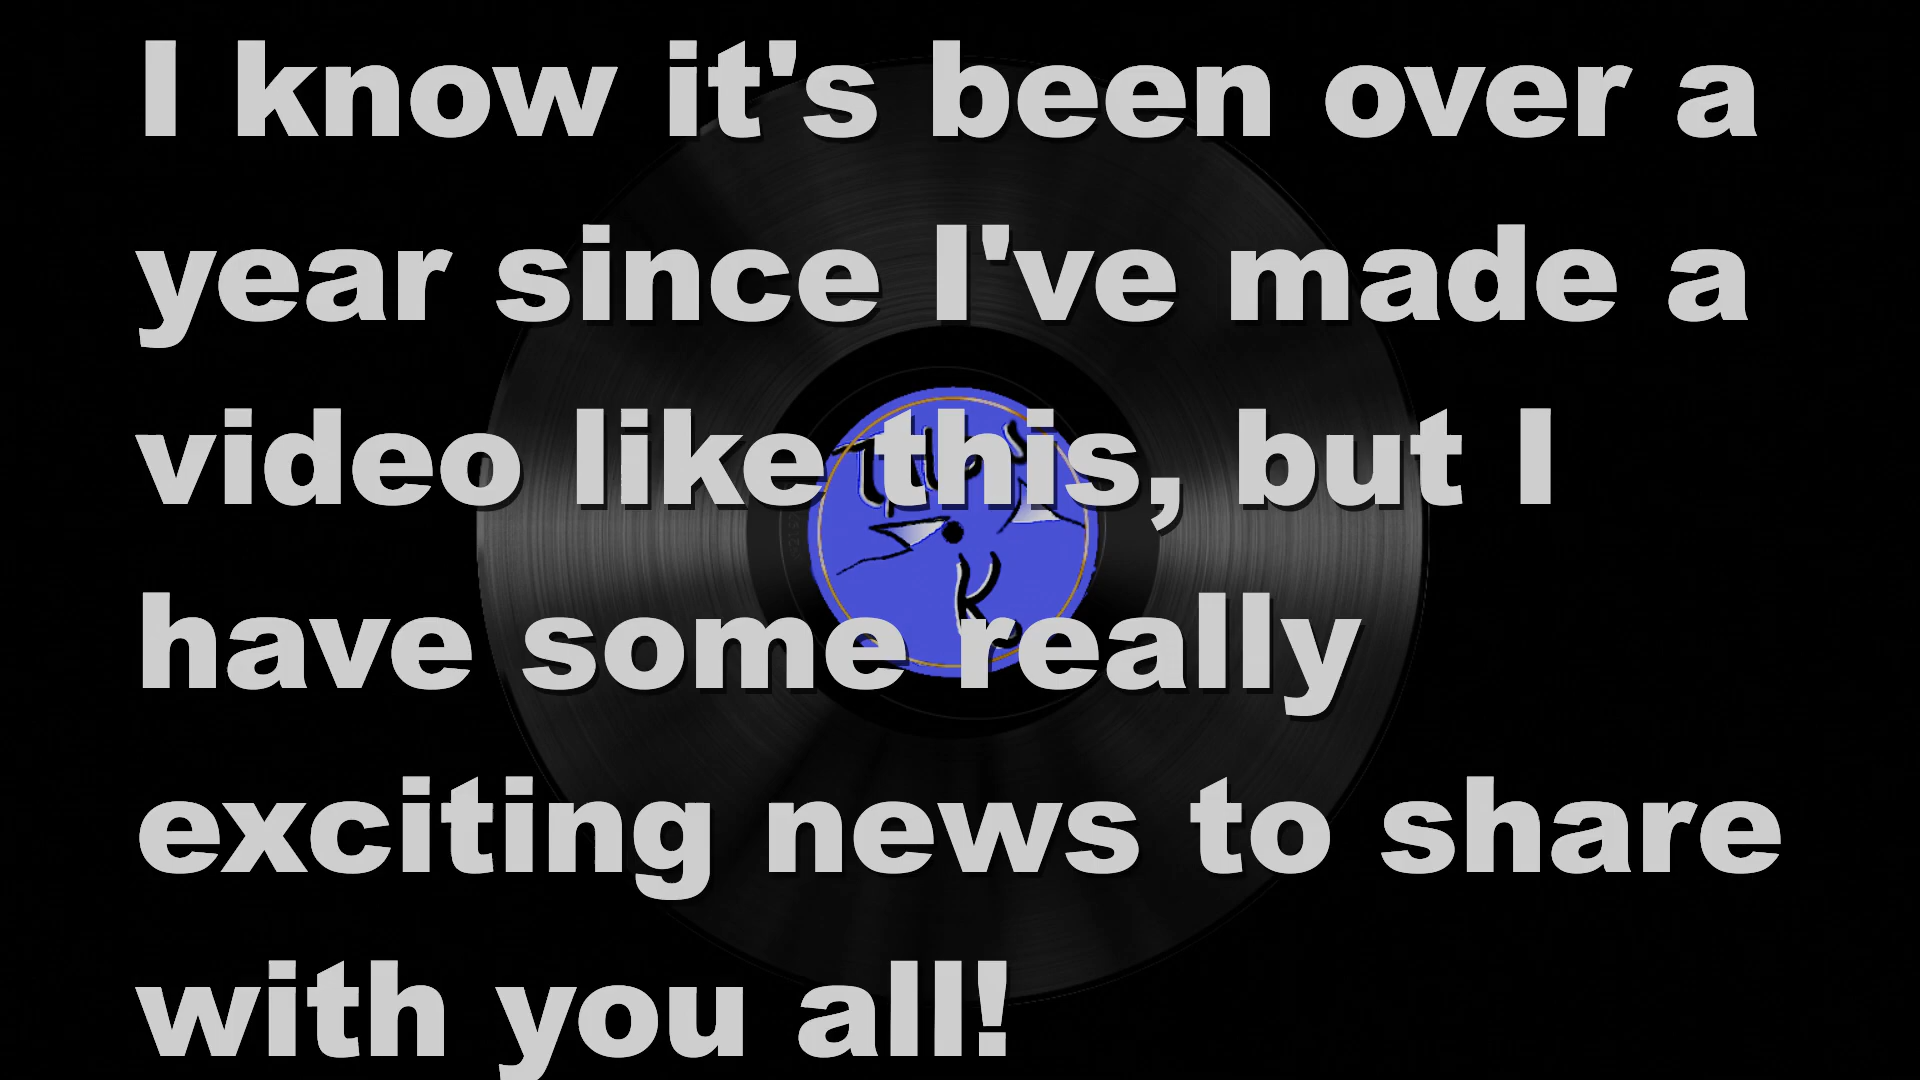 I know it's been over a
year since I've made a
video like this, but I
have some really
exciting news to share
with you all!
K